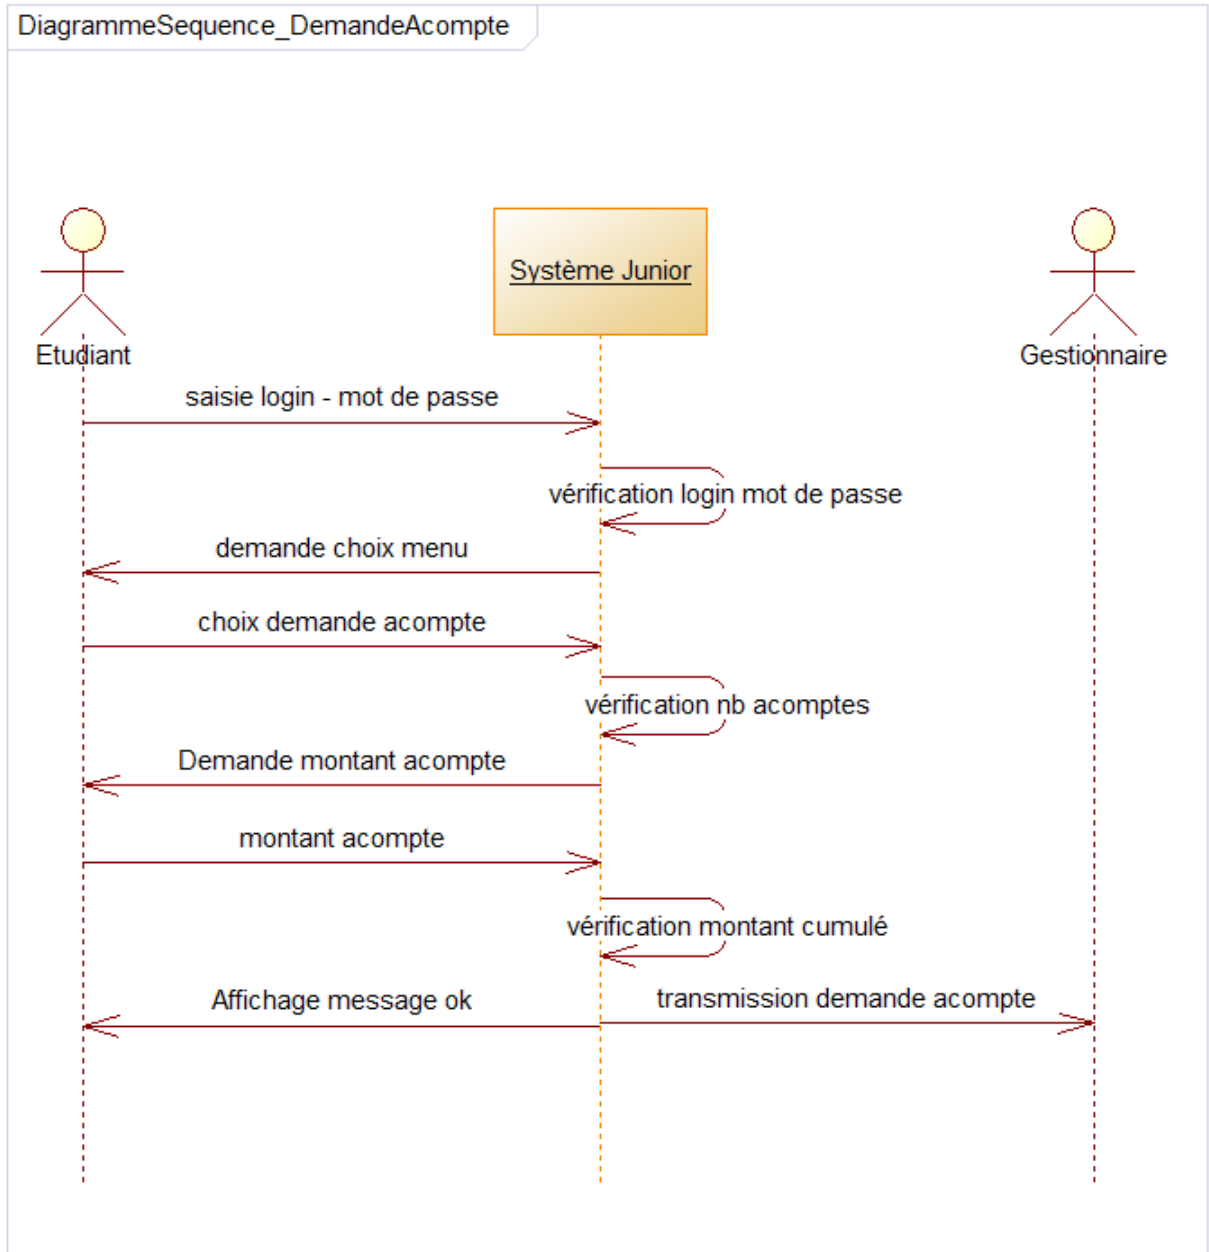 DiagrammeSequence_DemandeAcompte
Système Junior
Etudiant
Gestionnaire
saisie login - mot de passe
vérification login mot de passe
demande choix menu
choix demande acompte
vérification nb acomptes
Demande montant acompte
montant acompte
vérification montant cumulé
Affichage message ok
transmission demande acompte